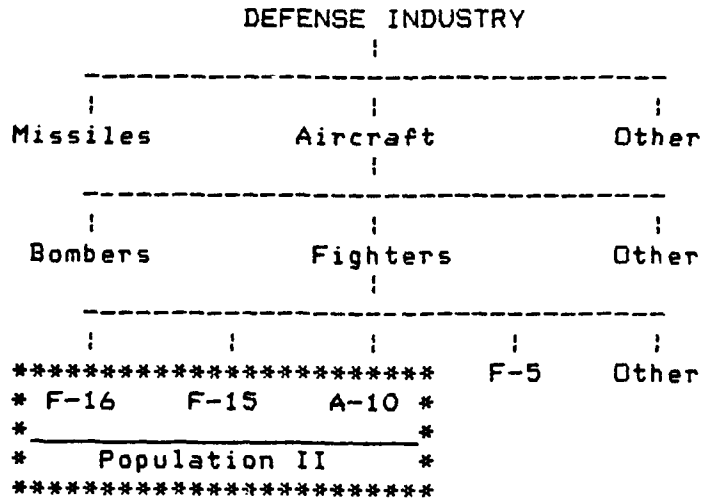 DEFENSE INDUSTRY
Missiles Aircraft Other
Bombers Fighters Other
F-5 Other
F-16 F-15 A-10
Population II